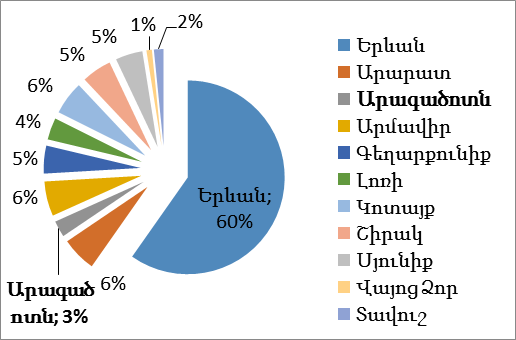 1%
2%
5%
5%
6%
4%
5%
6%
6%
Երևան;
60%
Արագած
ոտն; 3%
Երևան
Արարատ
Արագածոտն
Արմավիր
Գեղարքունիք
Լոռի
Կոտայք
Շիրակ
Սյունիք
Վայոց Ձոր
Տավուշ